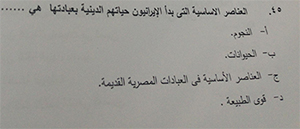 ٤٥. العناصر الاساسية التى بدأ الإيرانيون حياتهم الدينية بعبادتها هي ......
أ- النجوم.
ب- الحيوانات.
ج- العناصر الأساسية فى العبادات المصرية القديمة.
د- قوى الطبيعة.